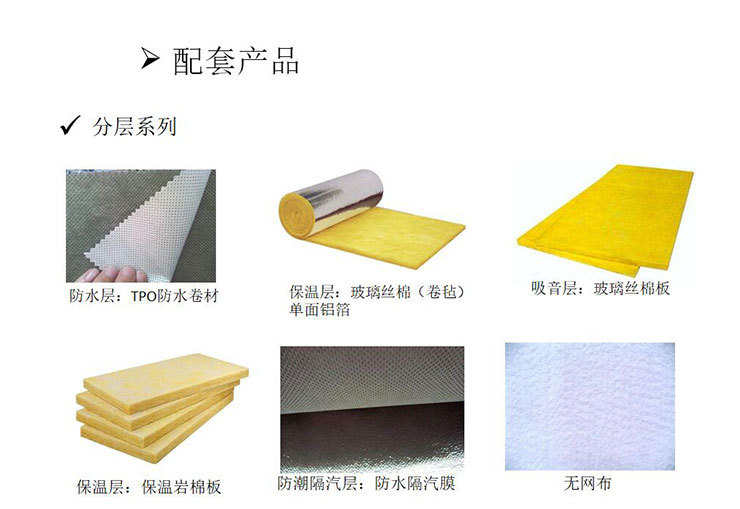 配套产品
分层系列
防水层：TPO防水卷材
保温层：玻璃丝棉（卷毡）
单面铝箔
吸音层：玻璃丝棉板
保温层：保温岩棉板
防潮隔汽层：防水隔汽膜
无网布